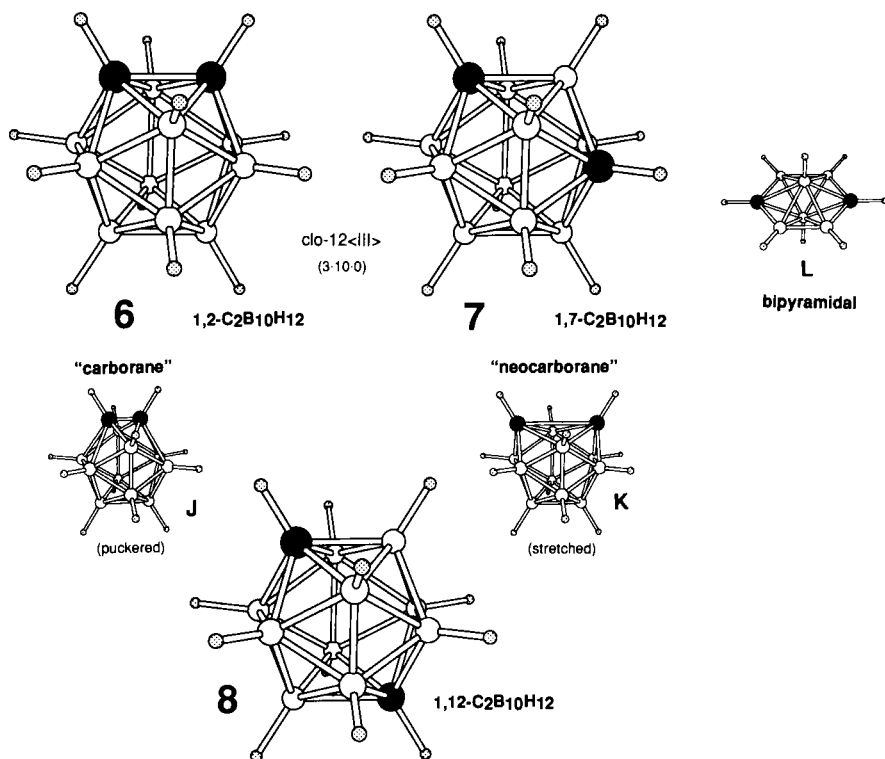 clo-12<iii>
(3·10·0)
6
1,2-C2B10H12
7
1,7-C2B10H12
L
bipyramidal
"carborane"
"neocarborane"
J
K
(puckered)
(stretched)
8
1,12-C2B10H12